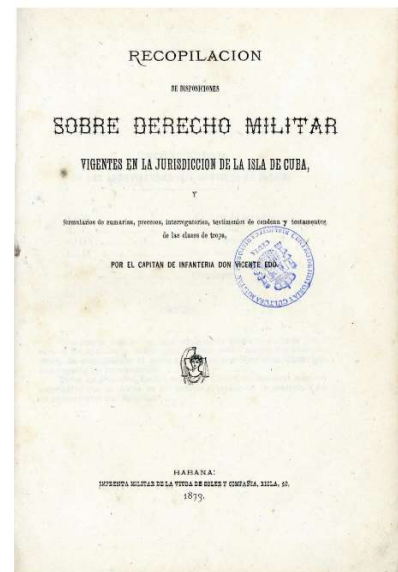 RECOPILACION
DE DISPOSICIONES
SOBRE DERECHO MILITAR
VIGENTES EN LA JURISDICCION DE LA ISLA DE CUBA,
Y
formularios de sumarias, procesos, interrogatorios, testimonios de condena y testamentos
de las clases de tropa,
POR EL CAPITAN DE INFANTERIA DON VICENTE EDO.
HABANA:
IMPRENTA MILITAR DE LA VIUDA DE SOLER Y COMPAÑIA, RICLA, 40.
1879.